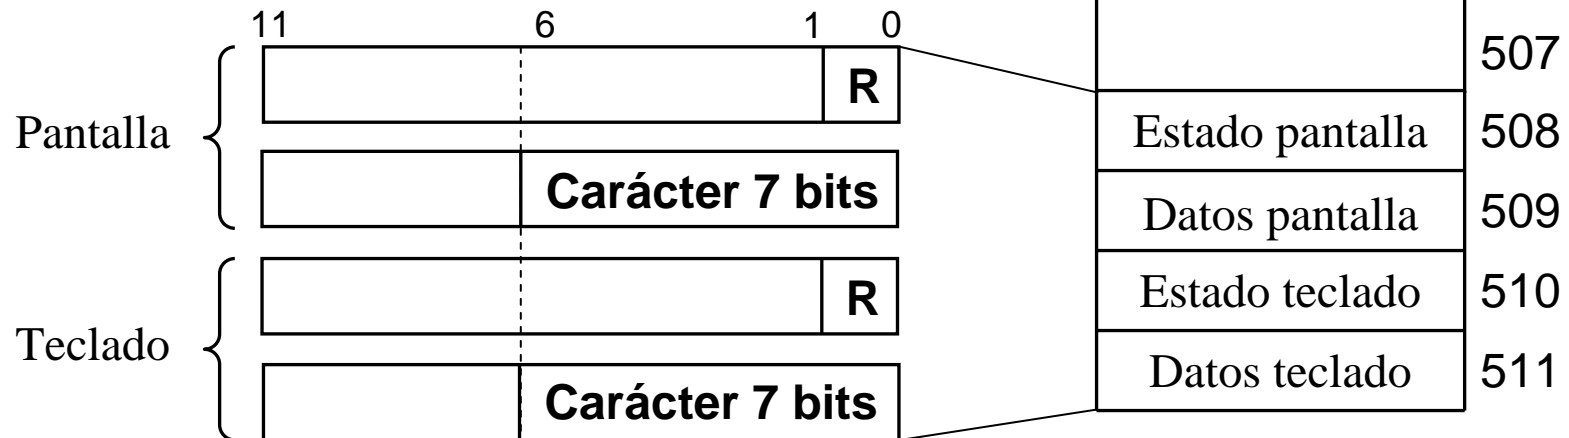 11 6 1 0
R
Pantalla
Carácter 7 bits
R
Teclado
Carácter 7 bits
507
Estado pantalla 508
Datos pantalla 509
Estado teclado 510
Datos teclado 511